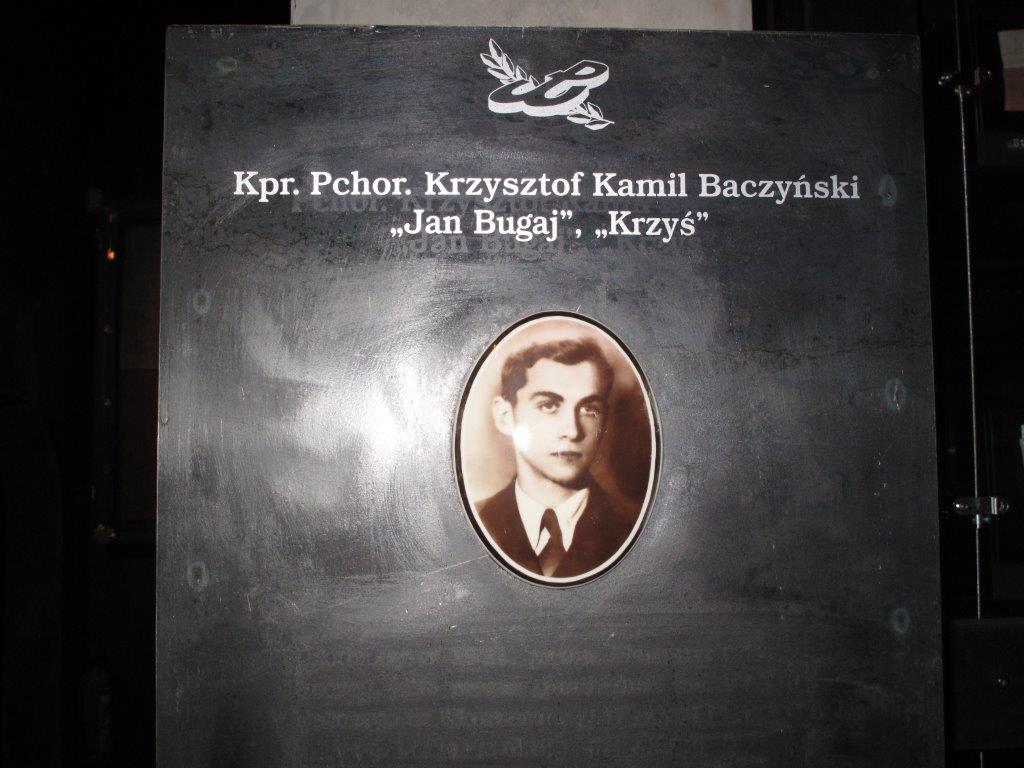 Kpr. Pchor. Krzysztof Kamil Baczyński
„Jan Bugaj”, „Krzyś”